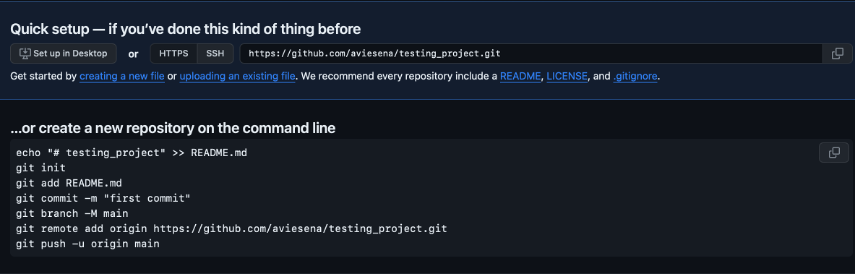 Quick setup — if you've done this kind of thing before
Set up in Desktop or HTTPS SSH https://github.com/aviesena/testing_project.git
Get started by creating a new file or uploading an existing file. We recommend every repository include a README, LICENSE, and .gitignore.
...or create a new repository on the command line
echo "# testing_project" >> README.md
git init
git add README.md
git commit -m "first commit"
git branch -M main
git remote add origin https://github.com/aviesena/testing_project.git
git push -u origin main